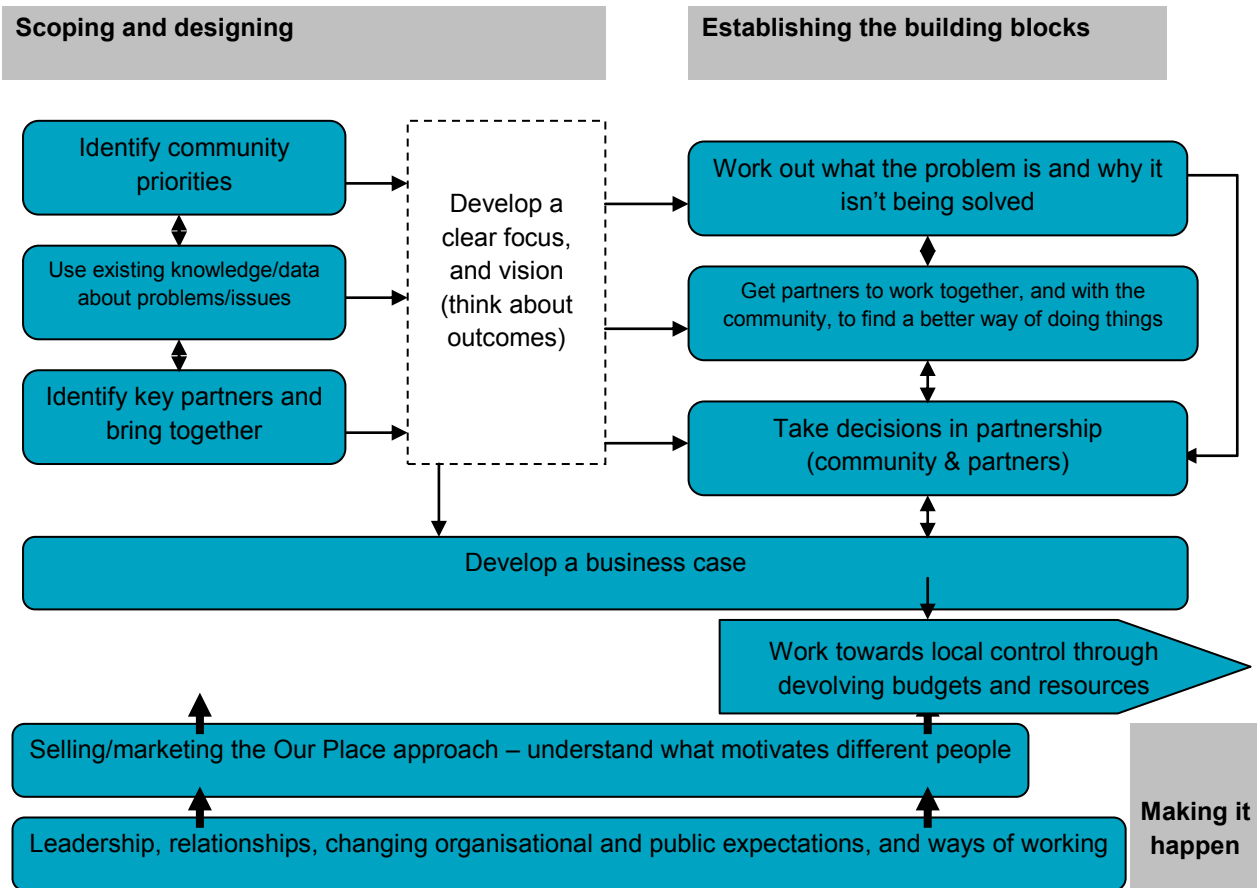 Scoping and designing
Establishing the building blocks
Identify community
priorities
Use existing knowledge/data
about problems/issues
Identify key partners and
bring together
Develop a
clear focus,
and vision
(think about
outcomes)
Work out what the problem is and why it
isn’t being solved
Get partners to work together, and with the
community, to find a better way of doing things
Take decisions in partnership
(community & partners)
Develop a business case
Work towards local control through
devolving budgets and resources
Selling/marketing the Our Place approach – understand what motivates different people
Leadership, relationships, changing organisational and public expectations, and ways of working
Making it
happen